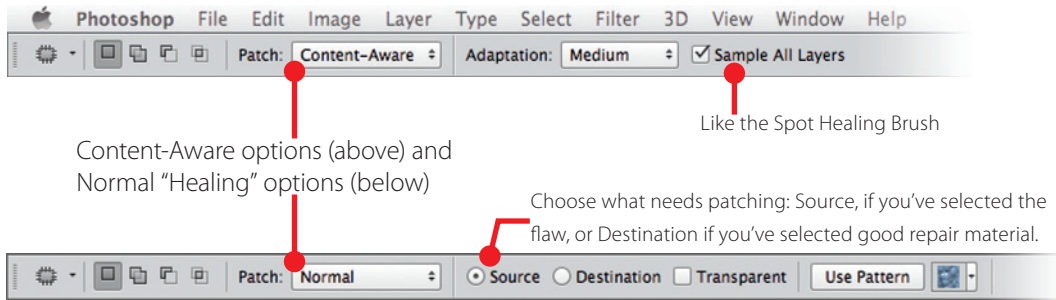 Photoshop File Edit Image Layer Type Select Filter 3D View Window Help
Patch: Content-Aware Adaptation: Medium Sample All Layers
Like the Spot Healing Brush
Content-Aware options (above) and
Normal “Healing” options (below)
Choose what needs patching: Source, if you’ve selected the
flaw, or Destination if you’ve selected good repair material.
Patch: Normal Source Destination Transparent Use Pattern